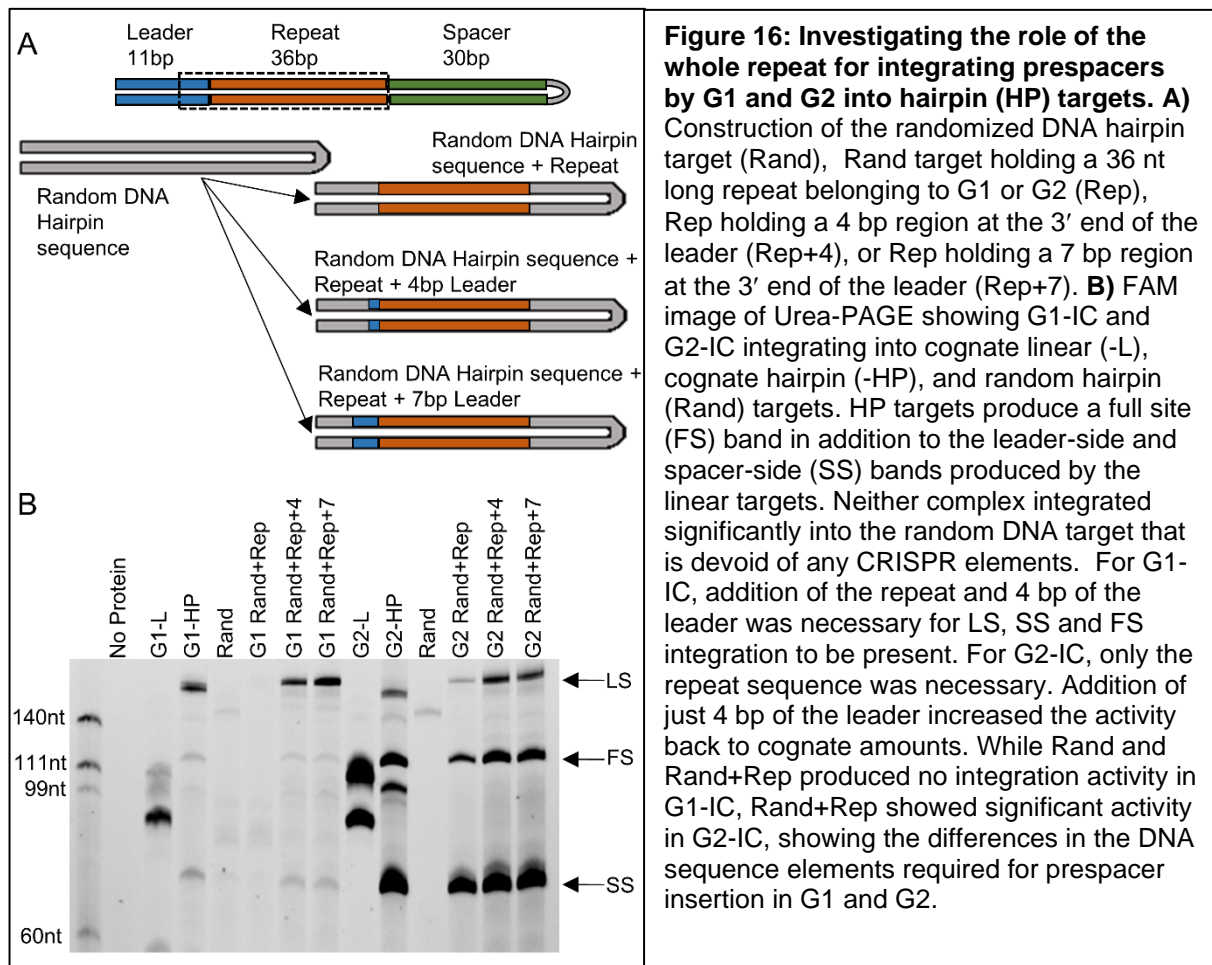 A
Leader
11bp
Repeat
36bp
Spacer
30bp
Random DNA
Hairpin
sequence
Random DNA Hairpin
sequence + Repeat
Random DNA Hairpin sequence +
Repeat + 4bp Leader
Random DNA Hairpin sequence +
Repeat + 7bp Leader
B
No Protein
G1-L
G1-HP
Rand
G1 Rand+Rep
G1 Rand+Rep+4
G1 Rand+Rep+7
G2-L
G2-HP
Rand
G2 Rand+Rep
G2 Rand+Rep+4
G2 Rand+Rep+7
140nt
111nt
99nt
60nt
LS
FS
SS
Figure 16: Investigating the role of the
whole repeat for integrating prespacers
by G1 and G2 into hairpin (HP) targets. A)
Construction of the randomized DNA hairpin
target (Rand), Rand target holding a 36 nt
long repeat belonging to G1 or G2 (Rep),
Rep holding a 4 bp region at the 3′ end of the
leader (Rep+4), or Rep holding a 7 bp region
at the 3′ end of the leader (Rep+7). B) FAM
image of Urea-PAGE showing G1-IC and
G2-IC integrating into cognate linear (-L),
cognate hairpin (-HP), and random hairpin
(Rand) targets. HP targets produce a full site
(FS) band in addition to the leader-side and
spacer-side (SS) bands produced by the
linear targets. Neither complex integrated
significantly into the random DNA target that
is devoid of any CRISPR elements. For G1-
IC, addition of the repeat and 4 bp of the
leader was necessary for LS, SS and FS
integration to be present. For G2-IC, only the
repeat sequence was necessary. Addition of
just 4 bp of the leader increased the activity
back to cognate amounts. While Rand and
Rand+Rep produced no integration activity in
G1-IC, Rand+Rep showed significant activity
in G2-IC, showing the differences in the DNA
sequence elements required for prespacer
insertion in G1 and G2.